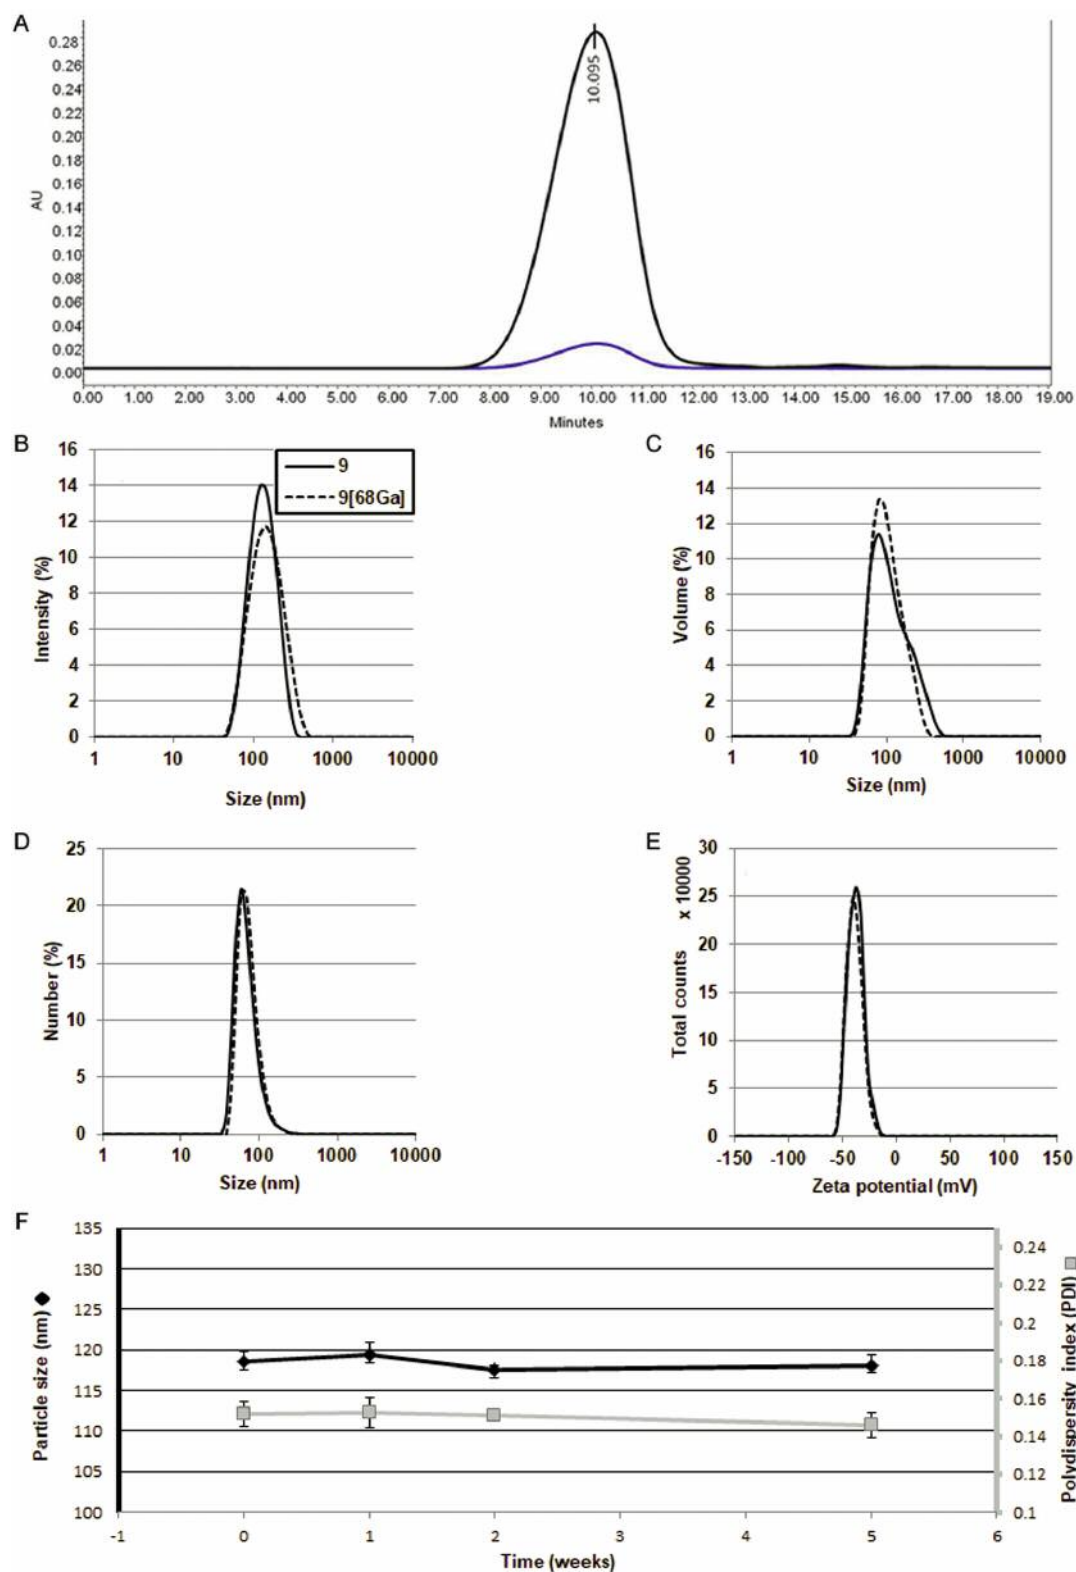 A
0.28
0.26
0.24
0.22
0.20
0.18
0.16
0.14
0.12
0.10
0.08
0.06
0.04
0.02
0.00
AU
10.095
0.00 1.00 2.00 3.00 4.00 5.00 6.00 7.00 8.00 9.00 10.00 11.00 12.00 13.00 14.00 15.00 16.00 17.00 18.00 19.00
Minutes
B
16
14
12
10
8
6
4
2
0
Intensity (%)
9
9[68Ga]
1 10 100 1000 10000
Size (nm)
C
16
14
12
10
8
6
4
2
0
Volume (%)
1 10 100 1000 10000
Size (nm)
D
25
20
15
10
5
0
Number (%)
1 10 100 1000 10000
Size (nm)
E
30
25
20
15
10
5
0
Total counts x 10000
-150 -100 -50 0 50 100 150
Zeta potential (mV)
F
135
130
125
120
115
110
105
100
Particle size (nm)
0.24
0.22
0.2
0.18
0.16
0.14
0.12
0.1
Polydispersity index (PDI)
-1 0 1 2 3 4 5 6
Time (weeks)